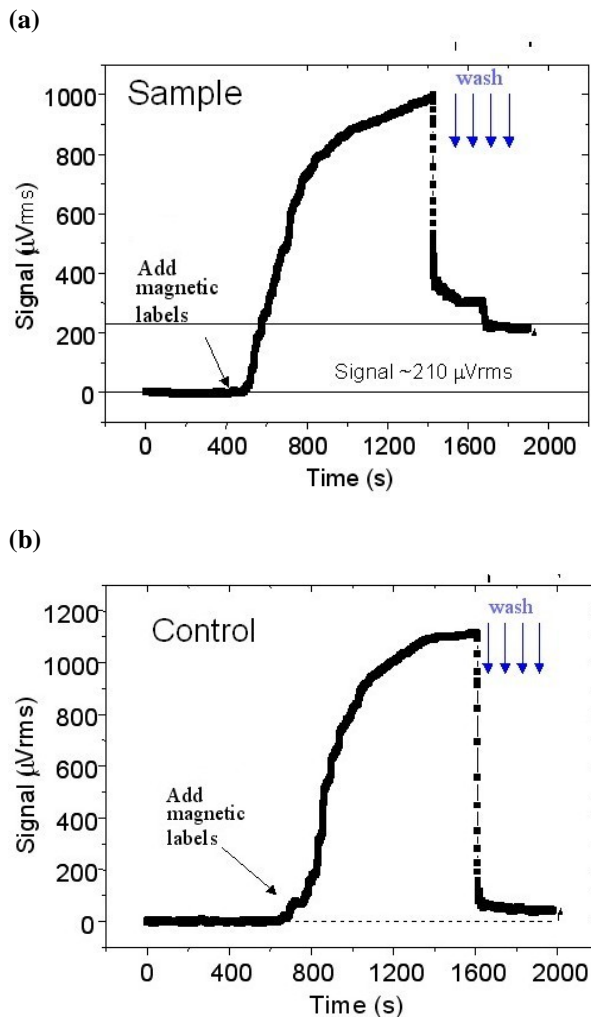 (a)
wash
Sample
1000
800
600
400
200
0
Signal (μVrms)
Add
magnetic
labels
Signal ~210 μVrms
0 400 800 1200 1600 2000
Time (s)
(b)
wash
Control
1200
1000
800
600
400
200
0
Signal (μVrms)
Add
magnetic
labels
0 400 800 1200 1600 2000
Time (s)